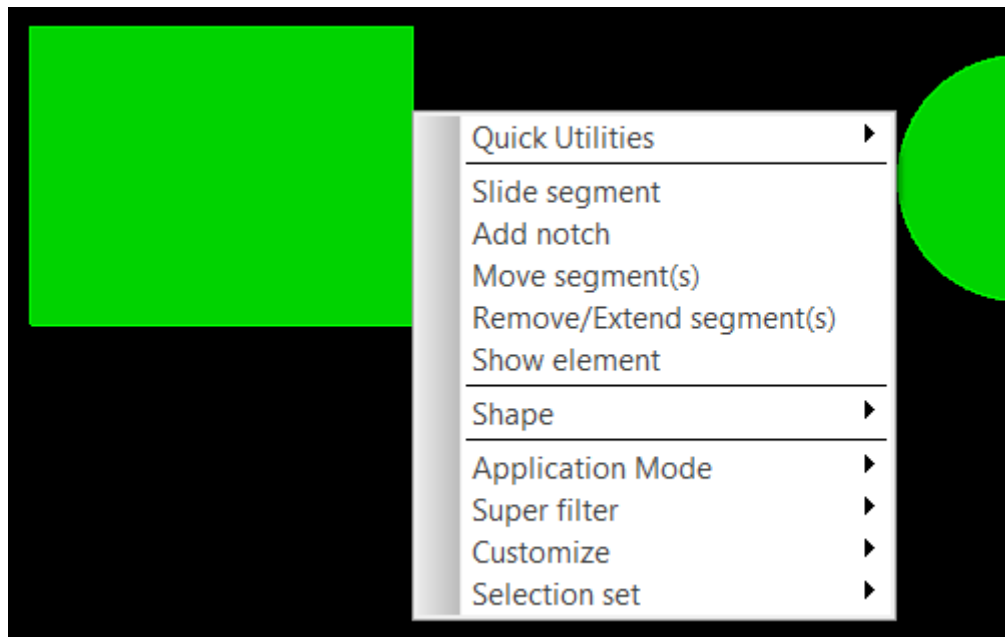 Quick Utilities
Slide segment
Add notch
Move segment(s)
Remove/Extend segment(s)
Show element
Shape
Application Mode
Super filter
Customize
Selection set